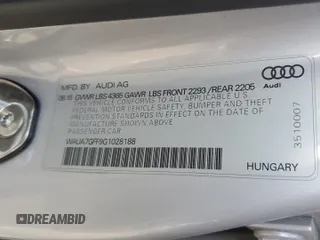 MFD. BY AUDI AG
08/15 GVWR LBS 4365 GAWR LBS FRONT 2293 /REAR 2205
THIS VEHICLE CONFORMS TO ALL APPLICABLE U.S.
FEDERAL MOTOR VEHICLE SAFETY, BUMPER AND THEFT
PREVENTION STANDARDS IN EFFECT ON THE DATE OF
MANUFACTURE SHOWN ABOVE
PASSENGER CAR
WAUA7GFF9G1028188
HUNGARY
Audi
3510007
DREAMBID